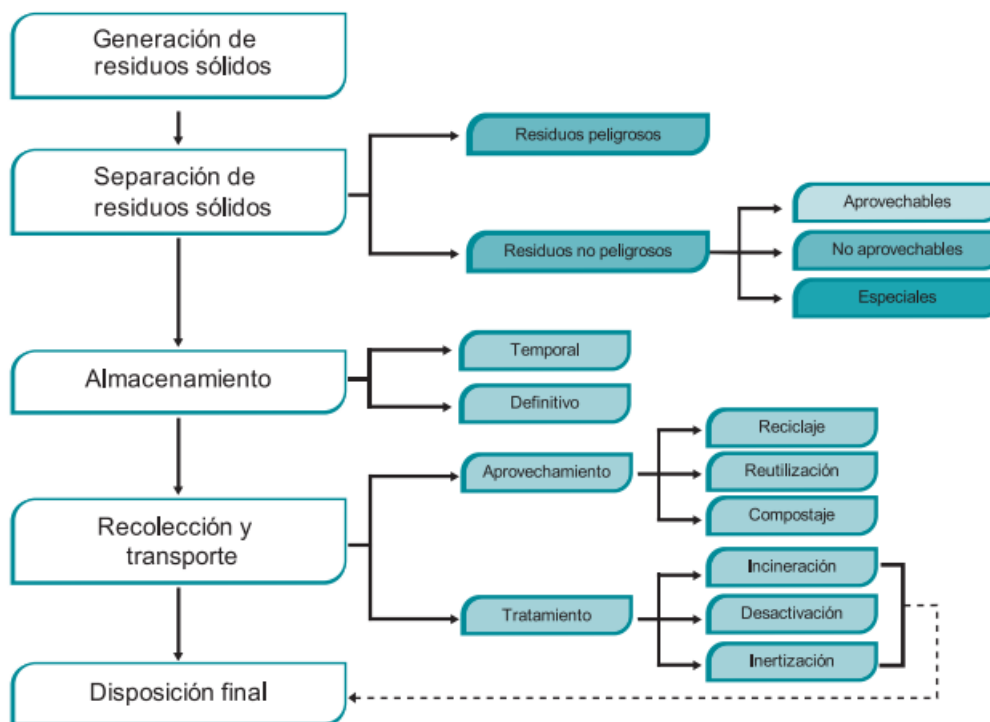 Generación de
residuos sólidos
Residuos peligrosos
Separación de
residuos sólidos
Aprovechables
Residuos no peligrosos
No aprovechables
Especiales
Temporal
Almacenamiento
Definitivo
Reciclaje
Aprovechamiento
Reutilización
Compostaje
Recolección y
transporte
Incineración
Tratamiento
Desactivación
Inertización
Disposición final